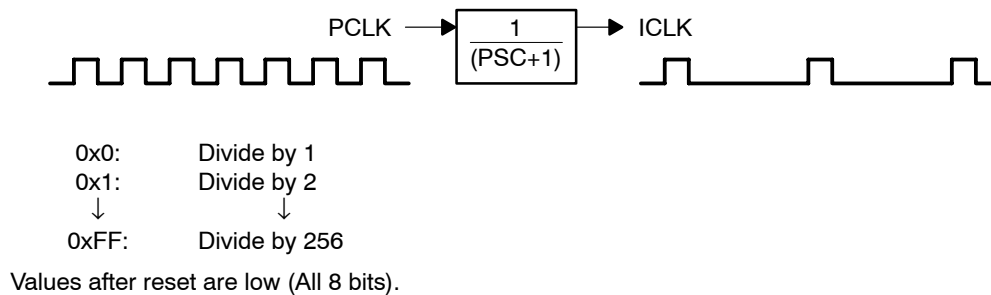 PCLK 1 ICLK
(PSC+1)
0x0: Divide by 1
0x1: Divide by 2
↓ ↓
0xFF: Divide by 256
Values after reset are low (All 8 bits).